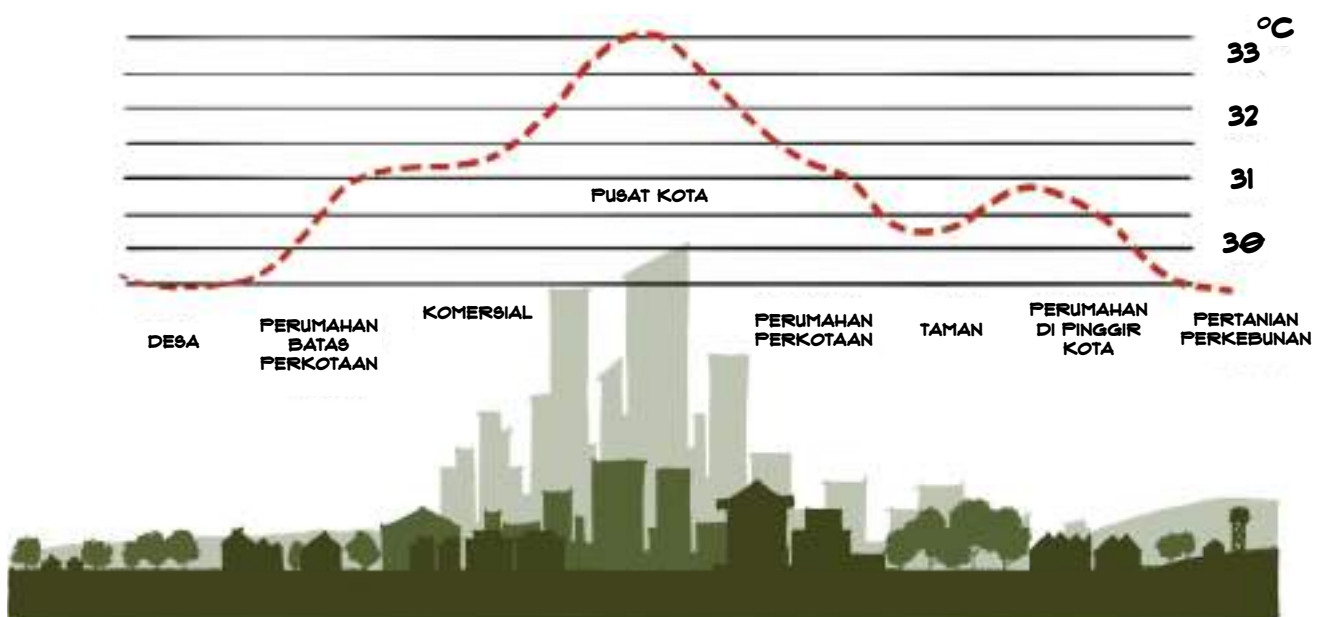 °C
33
32
31
30
PUSAT KOTA
DESA
PERUMAHAN
BATAS
PERKOTAAN
KOMERSIAL
PERUMAHAN
PERKOTAAN
TAMAN
PERUMAHAN
DI PINGGIR
KOTA
PERTANIAN
PERKEBUNAN